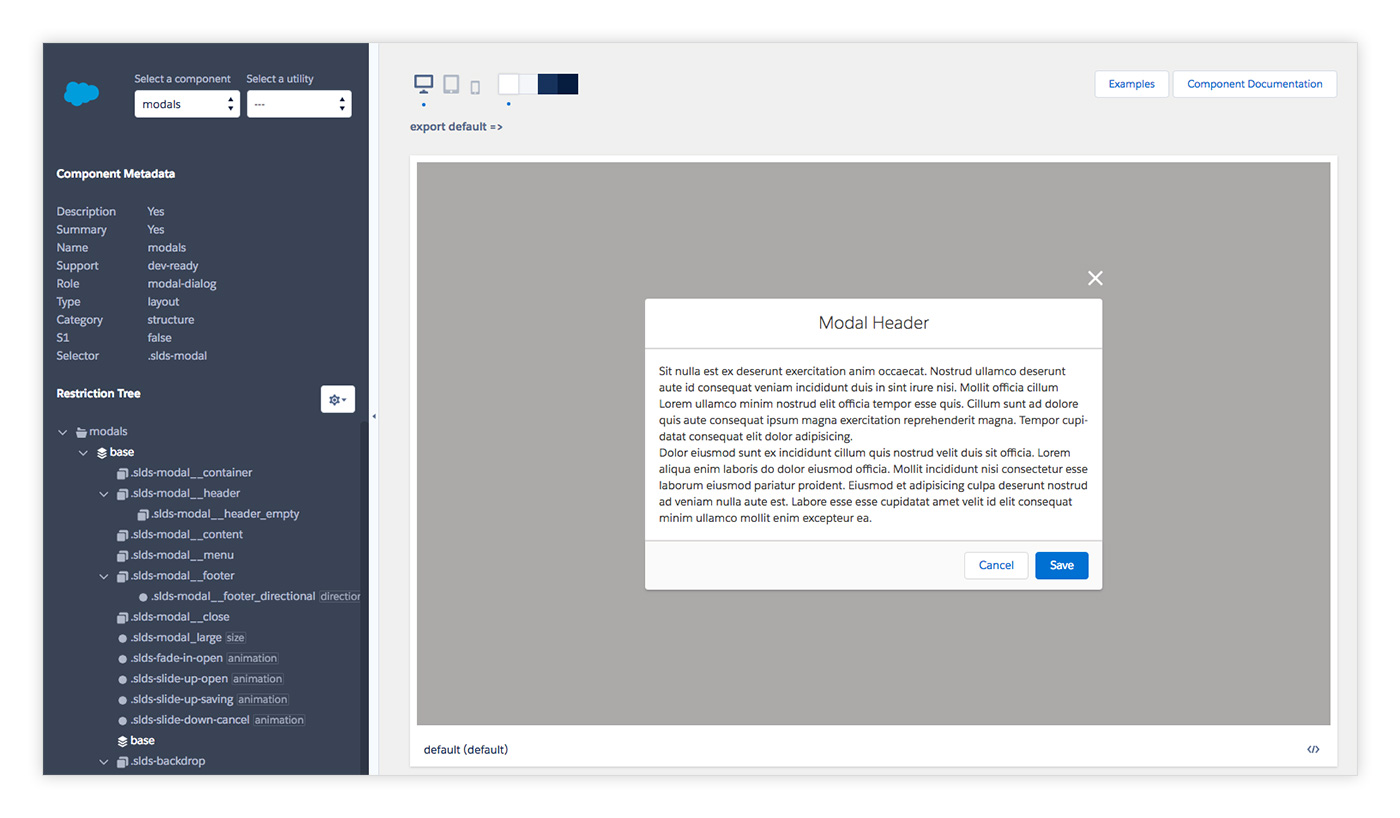 Select a component Select a utility
modals ---
Component Metadata
Description Yes
Summary Yes
Name modals
Support dev-ready
Role modal-dialog
Type layout
Category structure
S1 false
Selector .slds-modal
Restriction Tree
modals
base
.slds-modal__container
.slds-modal__header
.slds-modal__header_empty
.slds-modal__content
.slds-modal__menu
.slds-modal__footer
.slds-modal__footer_directional direction
.slds-modal__close
.slds-modal_large size
.slds-fade-in-open animation
.slds-slide-up-open animation
.slds-slide-up-saving animation
.slds-slide-down-cancel animation
base
.slds-backdrop
Examples Component Documentation
export default =>
Modal Header
Sit nulla est ex deserunt exercitation anim occaecat. Nostrud ullamco deserunt
aute id consequat veniam incididunt duis in sint irure nisi. Mollit officia cillum
Lorem ullamco minim nostrud elit officia tempor esse quis. Cillum sunt ad dolore
quis aute consequat ipsum magna exercitation reprehenderit magna. Tempor cupi-
datat consequat elit dolor adipisicing.
Dolor eiusmod sunt ex incididunt cillum quis nostrud velit duis sit officia. Lorem
aliqua enim laboris do dolor eiusmod officia. Mollit incididunt nisi consectetur esse
laborum eiusmod pariatur proident. Eiusmod et adipisicing culpa deserunt nostrud
ad veniam nulla aute est. Labore esse esse cupidatat amet velit id elit consequat
minim ullamco mollit enim excepteur ea.
Cancel Save
default (default) </>